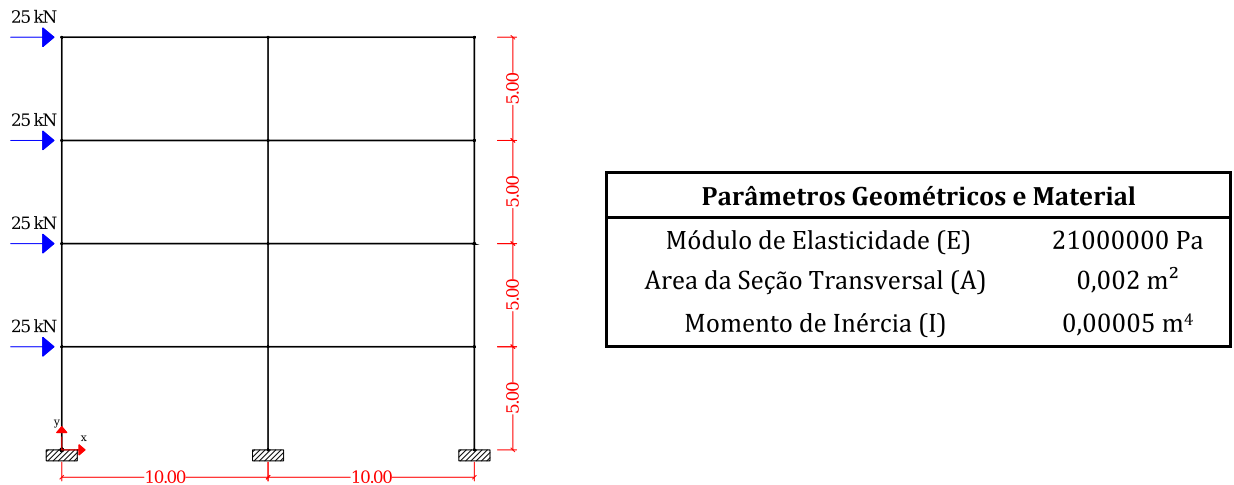 25 kN
25 kN
25 kN
25 kN
5.00
5.00
5.00
5.00
y
x
10.00
10.00
Parâmetros Geométricos e Material
Módulo de Elasticidade (E) 21000000 Pa
Area da Seção Transversal (A) 0,002 m²
Momento de Inércia (I) 0,00005 m⁴